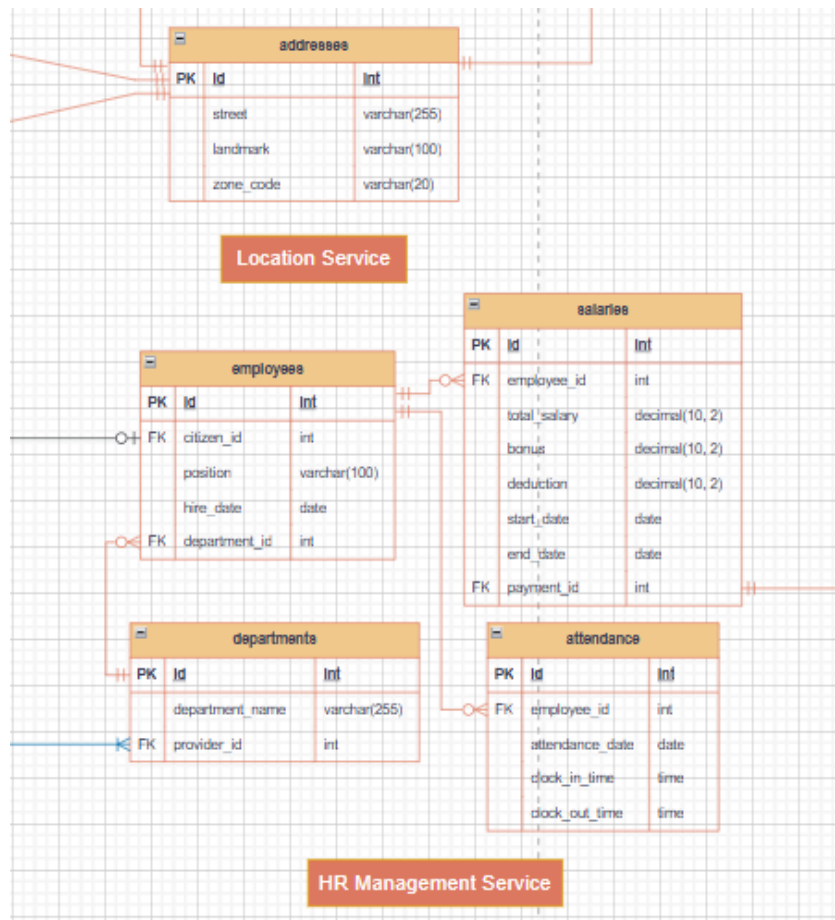 addresses
PK Id Int
street varchar(255)
landmark varchar(100)
zone_code varchar(20)
Location Service
salaries
PK Id Int
FK employee_id int
total_salary decimal(10, 2)
bonus decimal(10, 2)
deduction decimal(10, 2)
start_date date
end_date date
FK payment_id int
employees
PK Id Int
FK citizen_id int
position varchar(100)
hire_date date
FK department_id int
departments
PK Id Int
department_name varchar(255)
FK provider_id int
attendance
PK Id Int
FK employee_id int
attendance_date date
clock_in_time time
clock_out_time time
HR Management Service